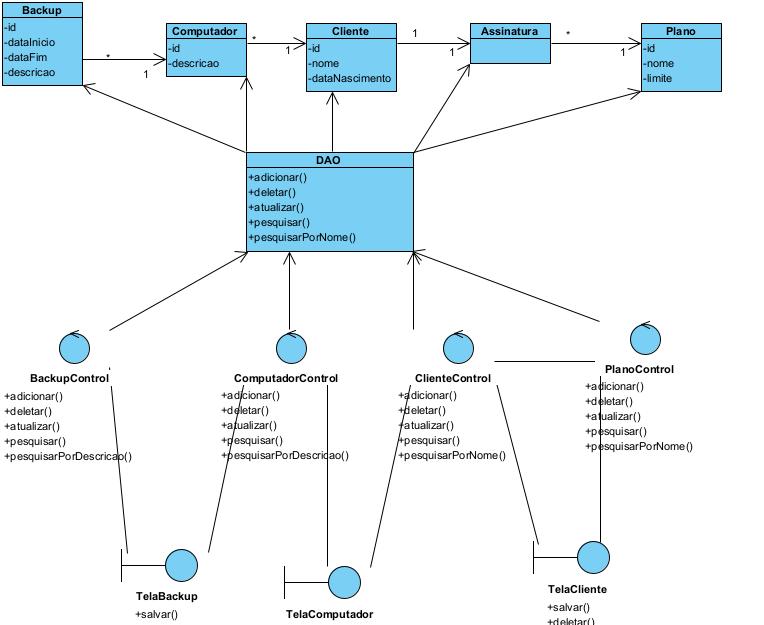 Backup
-id
-dataInicio
-dataFim
-descricao
*
1
Computador
-id
-descricao
*
1
Cliente
-id
-nome
-dataNascimento
1
1
Assinatura
*
1
Plano
-id
-nome
-limite
DAO
+adicionar()
+deletar()
+atualizar()
+pesquisar()
+pesquisarPorNome()
BackupControl
+adicionar()
+deletar()
+atualizar()
+pesquisar()
+pesquisarPorDescricao()
ComputadorControl
+adicionar()
+deletar()
+atualizar()
+pesquisar()
+pesquisarPorDescricao()
ClienteControl
+adicionar()
+deletar()
+atualizar()
+pesquisar()
+pesquisarPorNome()
PlanoControl
+adicionar()
+deletar()
+atualizar()
+pesquisar()
+pesquisarPorNome()
TelaBackup
+salvar()
TelaComputador
TelaCliente
+salvar()
+deletar()